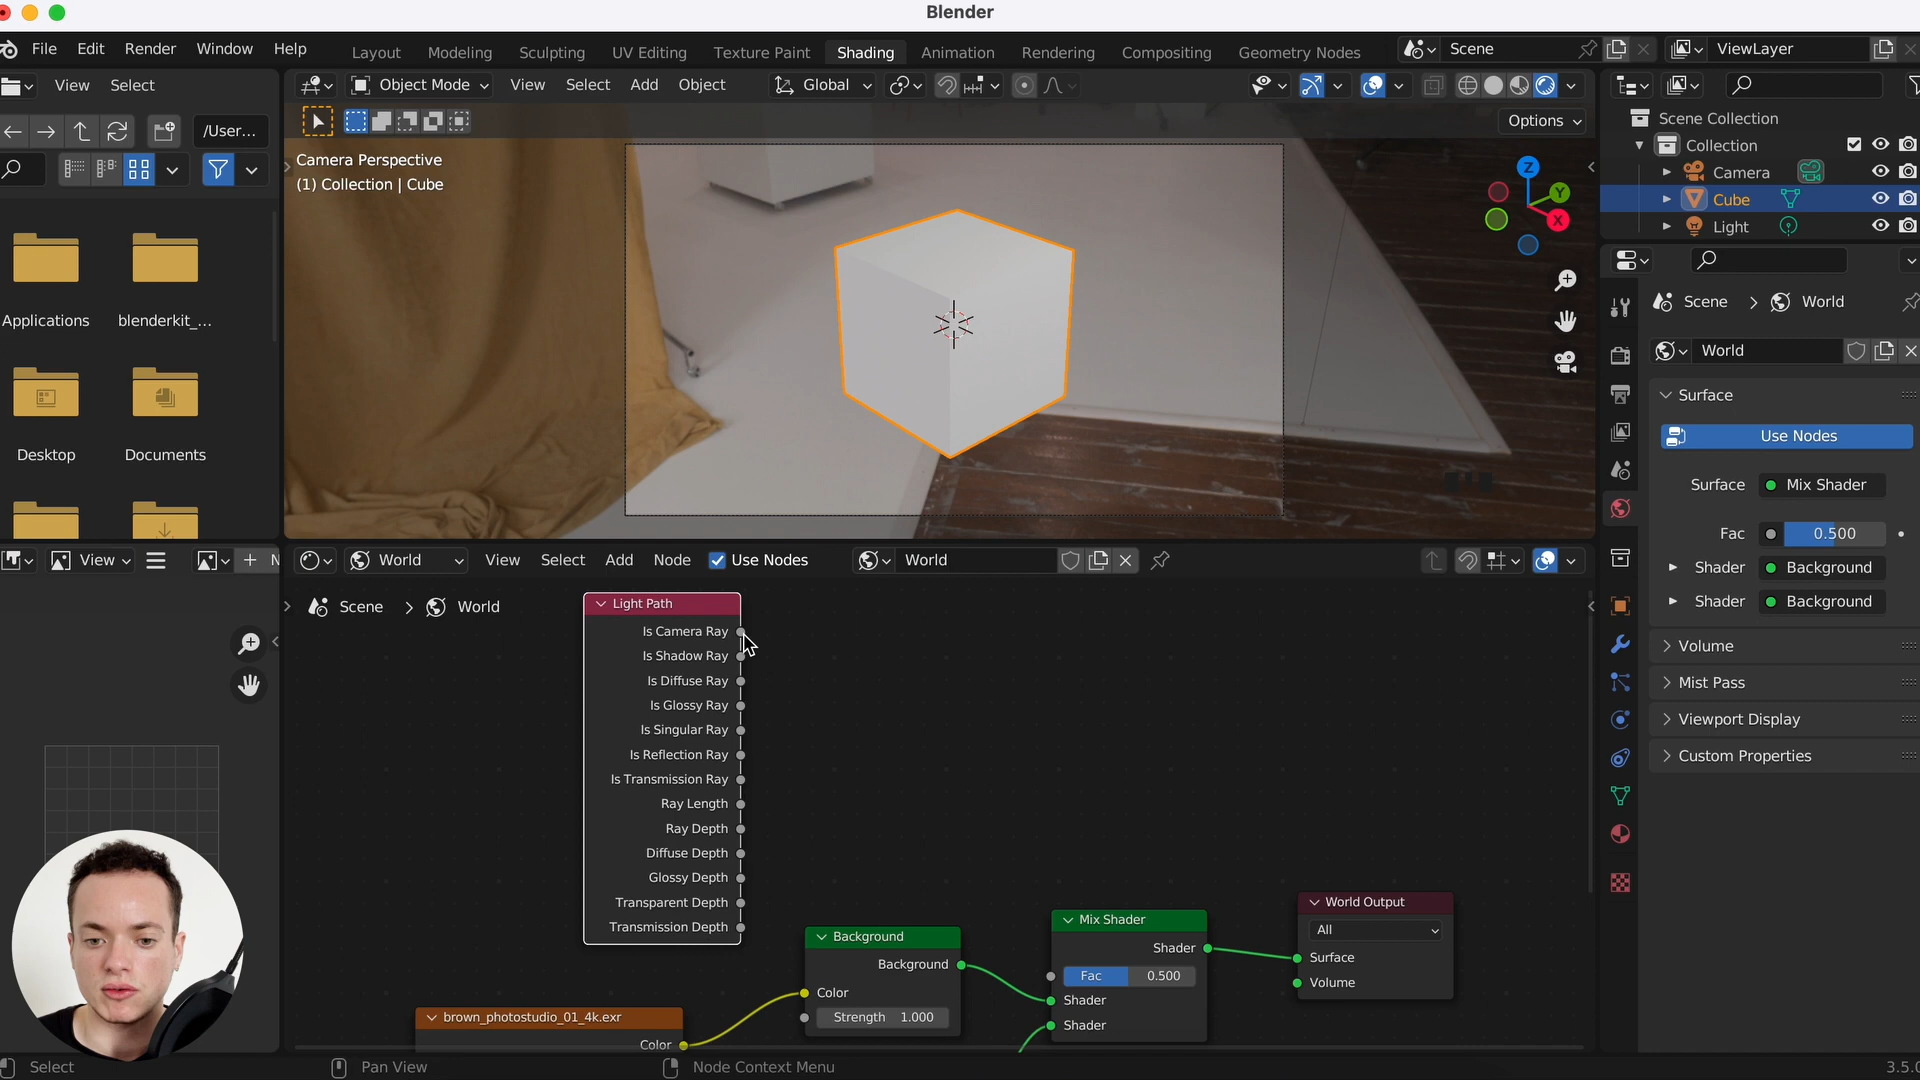 Blender
File Edit Render Window Help
Layout Modeling Sculpting UV Editing Texture Paint Shading Animation Rendering Compositing Geometry Nodes
Scene
ViewLayer
View Select
Object Mode View Select Add Object
Global
/User...
Options
Camera Perspective
(1) Collection | Cube
Z
Y
X
Applications
blenderkit_...
Desktop
Documents
Scene Collection
Collection
Camera
Cube
Light
Scene > World
World
Surface
Use Nodes
Surface Mix Shader
Fac 0.500
Shader Background
Shader Background
Volume
Mist Pass
Viewport Display
Custom Properties
View
N
World View Select Add Node Use Nodes
World
Scene > World
Light Path
Is Camera Ray
Is Shadow Ray
Is Diffuse Ray
Is Glossy Ray
Is Singular Ray
Is Reflection Ray
Is Transmission Ray
Ray Length
Ray Depth
Diffuse Depth
Glossy Depth
Transparent Depth
Transmission Depth
Background
Background
Color
Strength 1.000
Mix Shader
Shader
Fac 0.500
Shader
Shader
World Output
All
Surface
Volume
brown_photostudio_01_4k.exr
Color
Select
Pan View
Node Context Menu
3.5.0